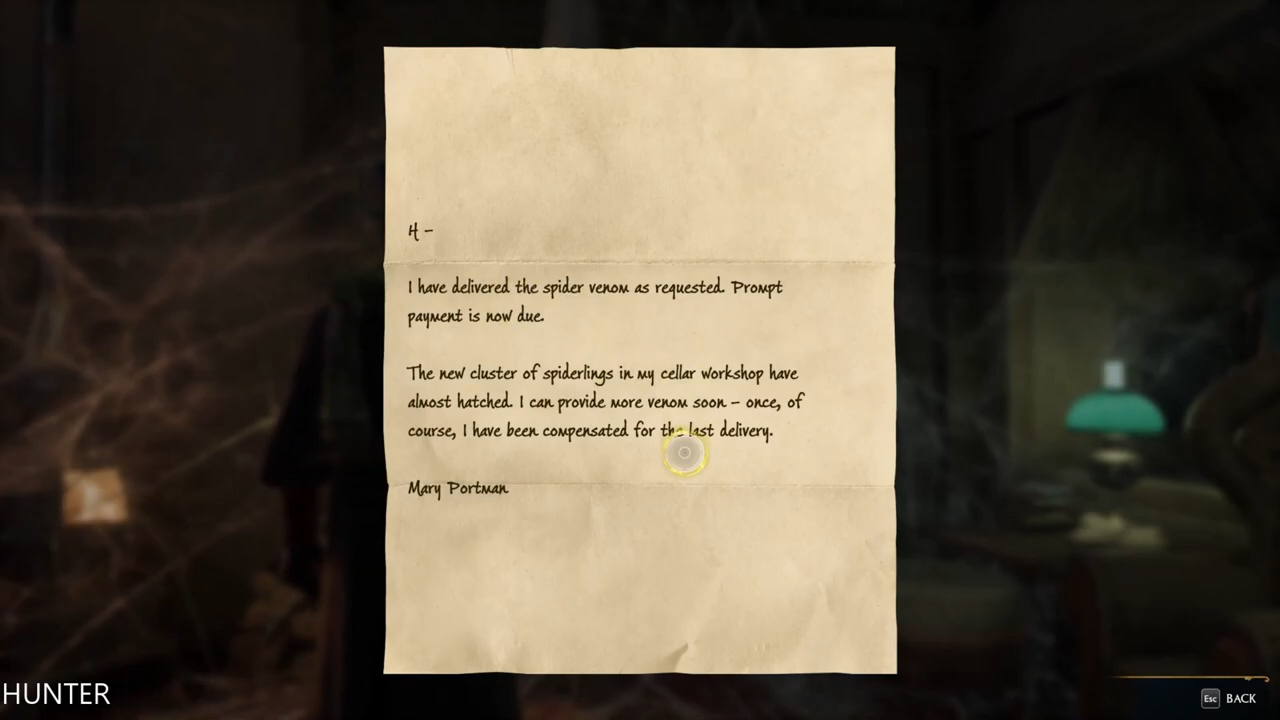 H –
I have delivered the spider venom as requested. Prompt
payment is now due.
The new cluster of spiderlings in my cellar workshop have
almost hatched. I can provide more venom soon – once, of
course, I have been compensated for the last delivery.
Mary Portman
HUNTER
Esc BACK